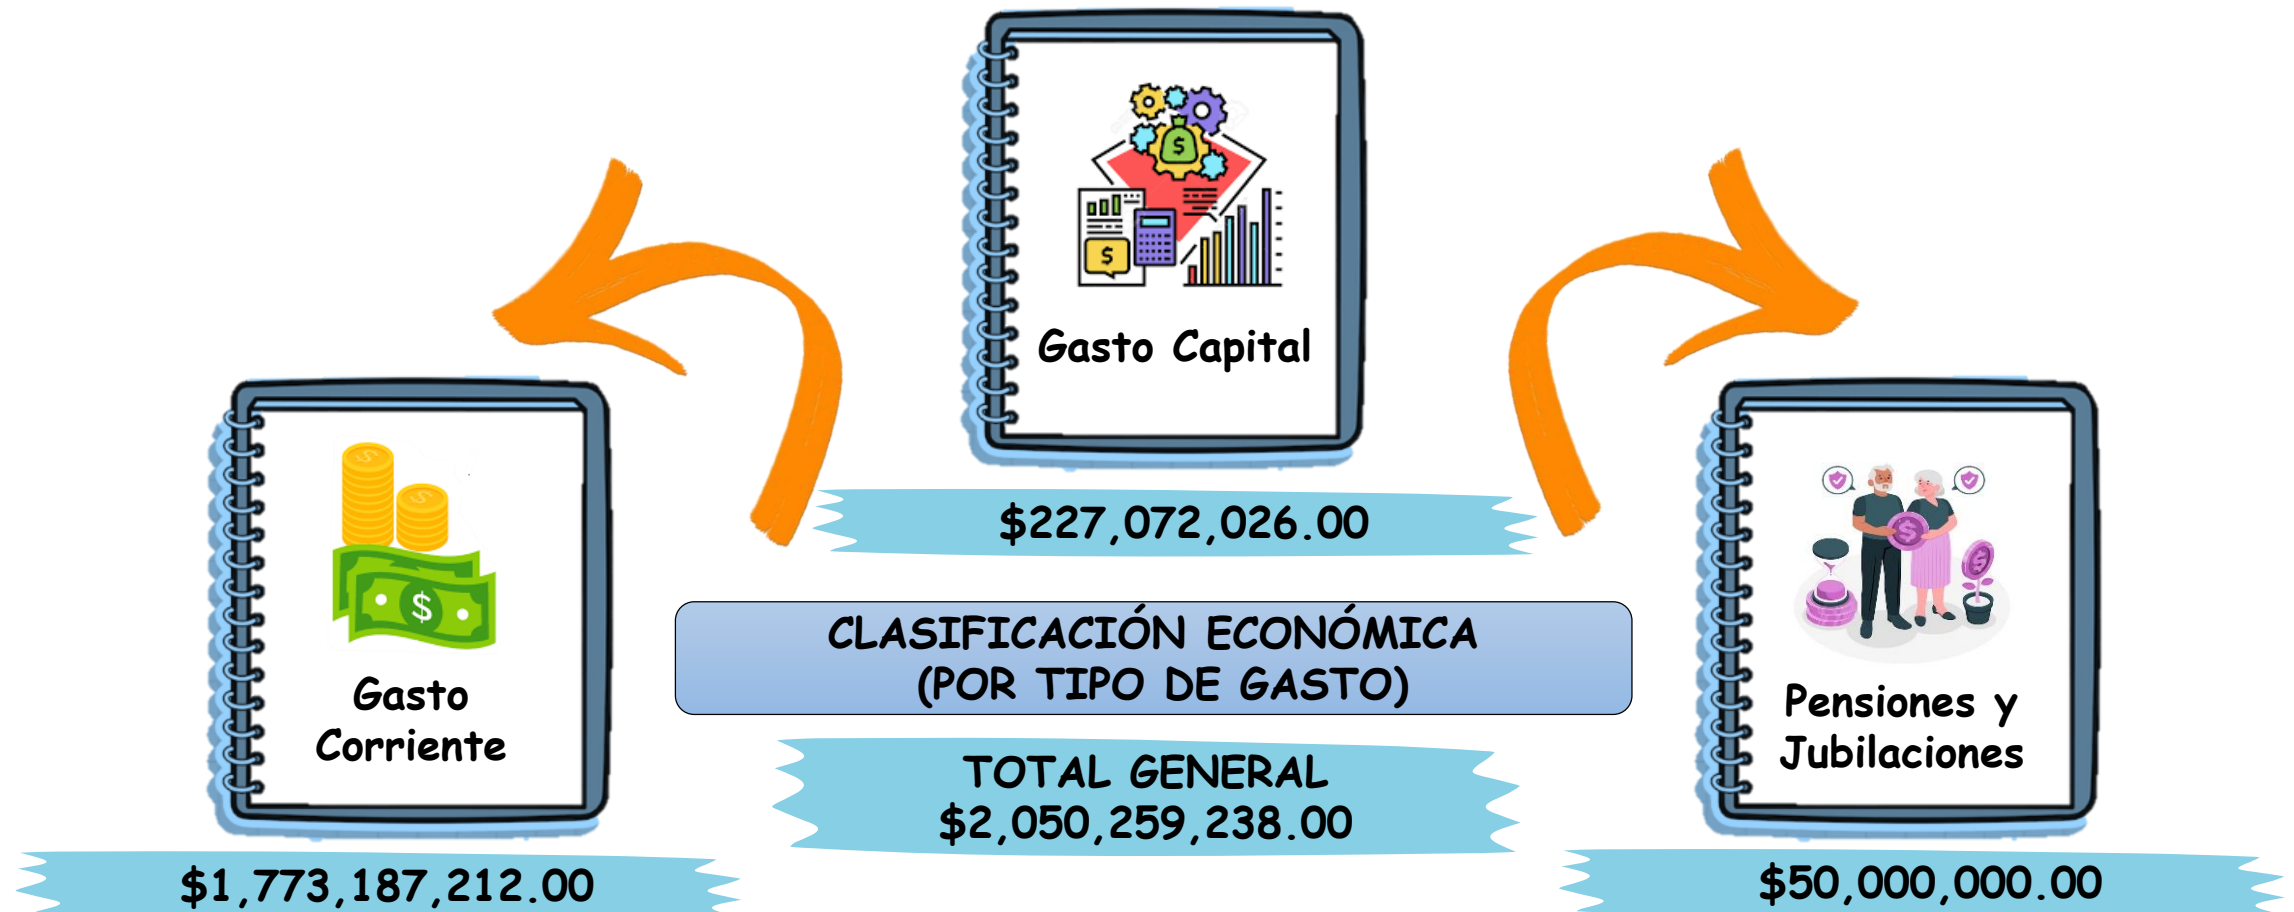 Gasto Capital
$227,072,026.00
CLASIFICACIÓN ECONÓMICA
(POR TIPO DE GASTO)
TOTAL GENERAL
$2,050,259,238.00
Gasto
Corriente
$1,773,187,212.00
Pensiones y
Jubilaciones
$50,000,000.00